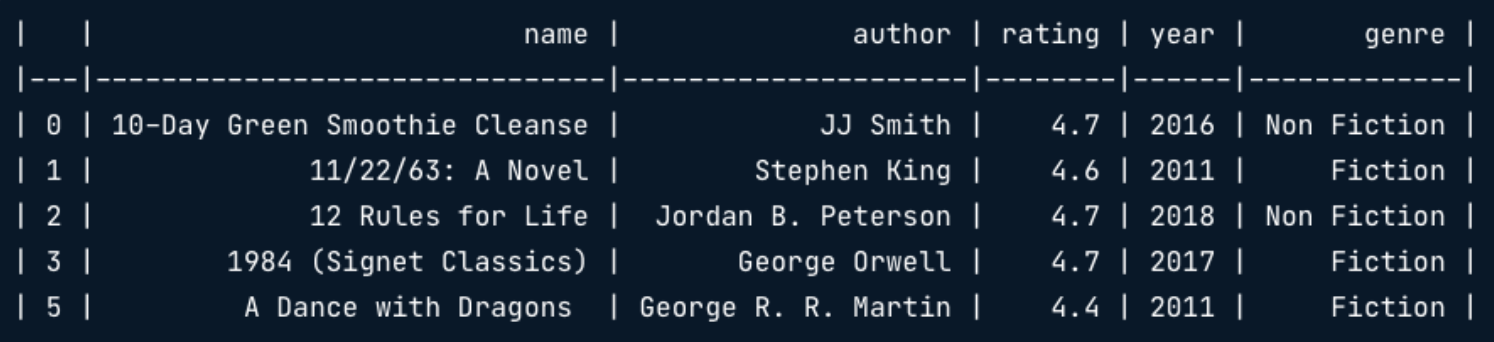 |   |                          name |              author | rating | year |       genre |
|---|-------------------------------|---------------------|--------|------|-------------|
| 0 | 10-Day Green Smoothie Cleanse |            JJ Smith |    4.7 | 2016 | Non Fiction |
| 1 |             11/22/63: A Novel |        Stephen King |    4.6 | 2011 |     Fiction |
| 2 |             12 Rules for Life |  Jordan B. Peterson |    4.7 | 2018 | Non Fiction |
| 3 |        1984 (Signet Classics) |       George Orwell |    4.7 | 2017 |     Fiction |
| 5 |         A Dance with Dragons  | George R. R. Martin |    4.4 | 2011 |     Fiction |